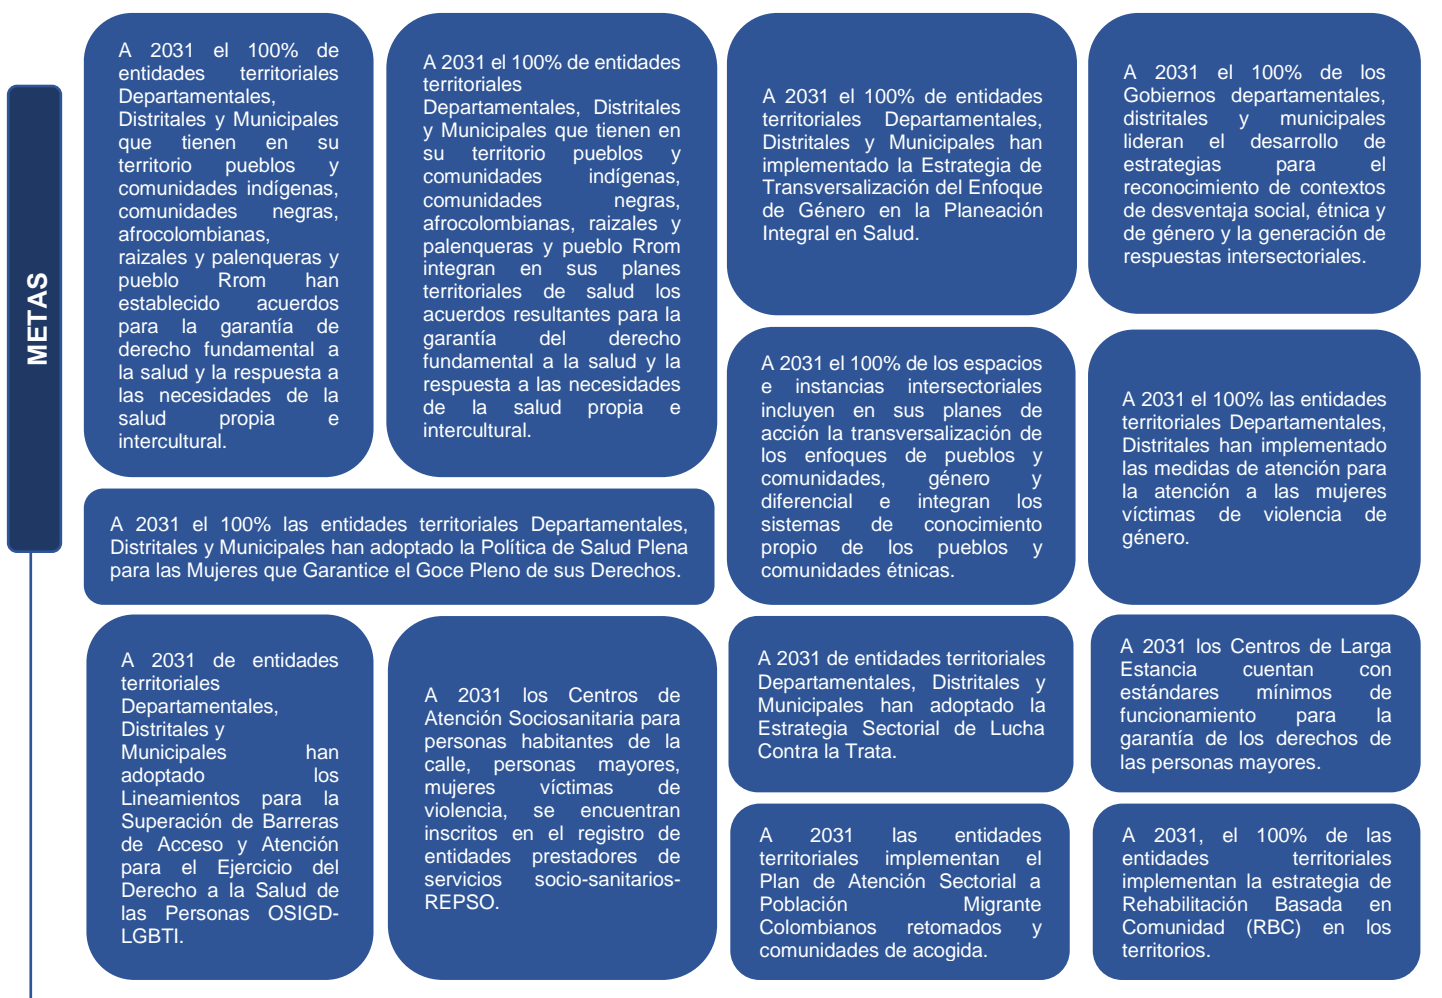 METAS
A 2031 el 100% de
entidades territoriales
Departamentales,
Distritales y Municipales
que tienen en su
territorio pueblos y
comunidades indígenas,
comunidades negras,
afrocolombianas,
raizales y palenqueras y
pueblo Rrom han
establecido acuerdos
para la garantía de
derecho fundamental a
la salud y la respuesta a
las necesidades de la
salud propia e
intercultural.
A 2031 el 100% de entidades
territoriales
Departamentales, Distritales
y Municipales que tienen en
su territorio pueblos y
comunidades indígenas,
comunidades negras,
afrocolombianas, raizales y
palenqueras y pueblo Rrom
integran en sus planes
territoriales de salud los
acuerdos resultantes para la
garantía del derecho
fundamental a la salud y la
respuesta a las necesidades
de la salud propia e
intercultural.
A 2031 el 100% de entidades
territoriales Departamentales,
Distritales y Municipales han
implementado la Estrategia de
Transversalización del Enfoque
de Género en la Planeación
Integral en Salud.
A 2031 el 100% de los
Gobiernos departamentales,
distritales y municipales
lideran el desarrollo de
estrategias para el
reconocimiento de contextos
de desventaja social, étnica y
de género y la generación de
respuestas intersectoriales.
A 2031 el 100% de los espacios
e instancias intersectoriales
incluyen en sus planes de
acción la transversalización de
los enfoques de pueblos y
comunidades, género y
diferencial e integran los
sistemas de conocimiento
propio de los pueblos y
comunidades étnicas.
A 2031 el 100% las entidades
territoriales Departamentales,
Distritales han implementado
las medidas de atención para
la atención a las mujeres
víctimas de violencia de
género.
A 2031 el 100% las entidades territoriales Departamentales,
Distritales y Municipales han adoptado la Política de Salud Plena
para las Mujeres que Garantice el Goce Pleno de sus Derechos.
A 2031 de entidades
territoriales
Departamentales,
Distritales y
Municipales han
adoptado los
Lineamientos para la
Superación de Barreras
de Acceso y Atención
para el Ejercicio del
Derecho a la Salud de
las Personas OSIGD-
LGBTI.
A 2031 los Centros de
Atención Sociosanitaria para
personas habitantes de la
calle, personas mayores,
mujeres víctimas de
violencia, se encuentran
inscritos en el registro de
entidades prestadores de
servicios socio-sanitarios-
REPSO.
A 2031 de entidades territoriales
Departamentales, Distritales y
Municipales han adoptado la
Estrategia Sectorial de Lucha
Contra la Trata.
A 2031 los Centros de Larga
Estancia cuentan con
estándares mínimos de
funcionamiento para la
garantía de los derechos de
las personas mayores.
A 2031 las entidades
territoriales implementan el
Plan de Atención Sectorial a
Población Migrante
Colombianos retomados y
comunidades de acogida.
A 2031, el 100% de las
entidades territoriales
implementan la estrategia de
Rehabilitación Basada en
Comunidad (RBC) en los
territorios.